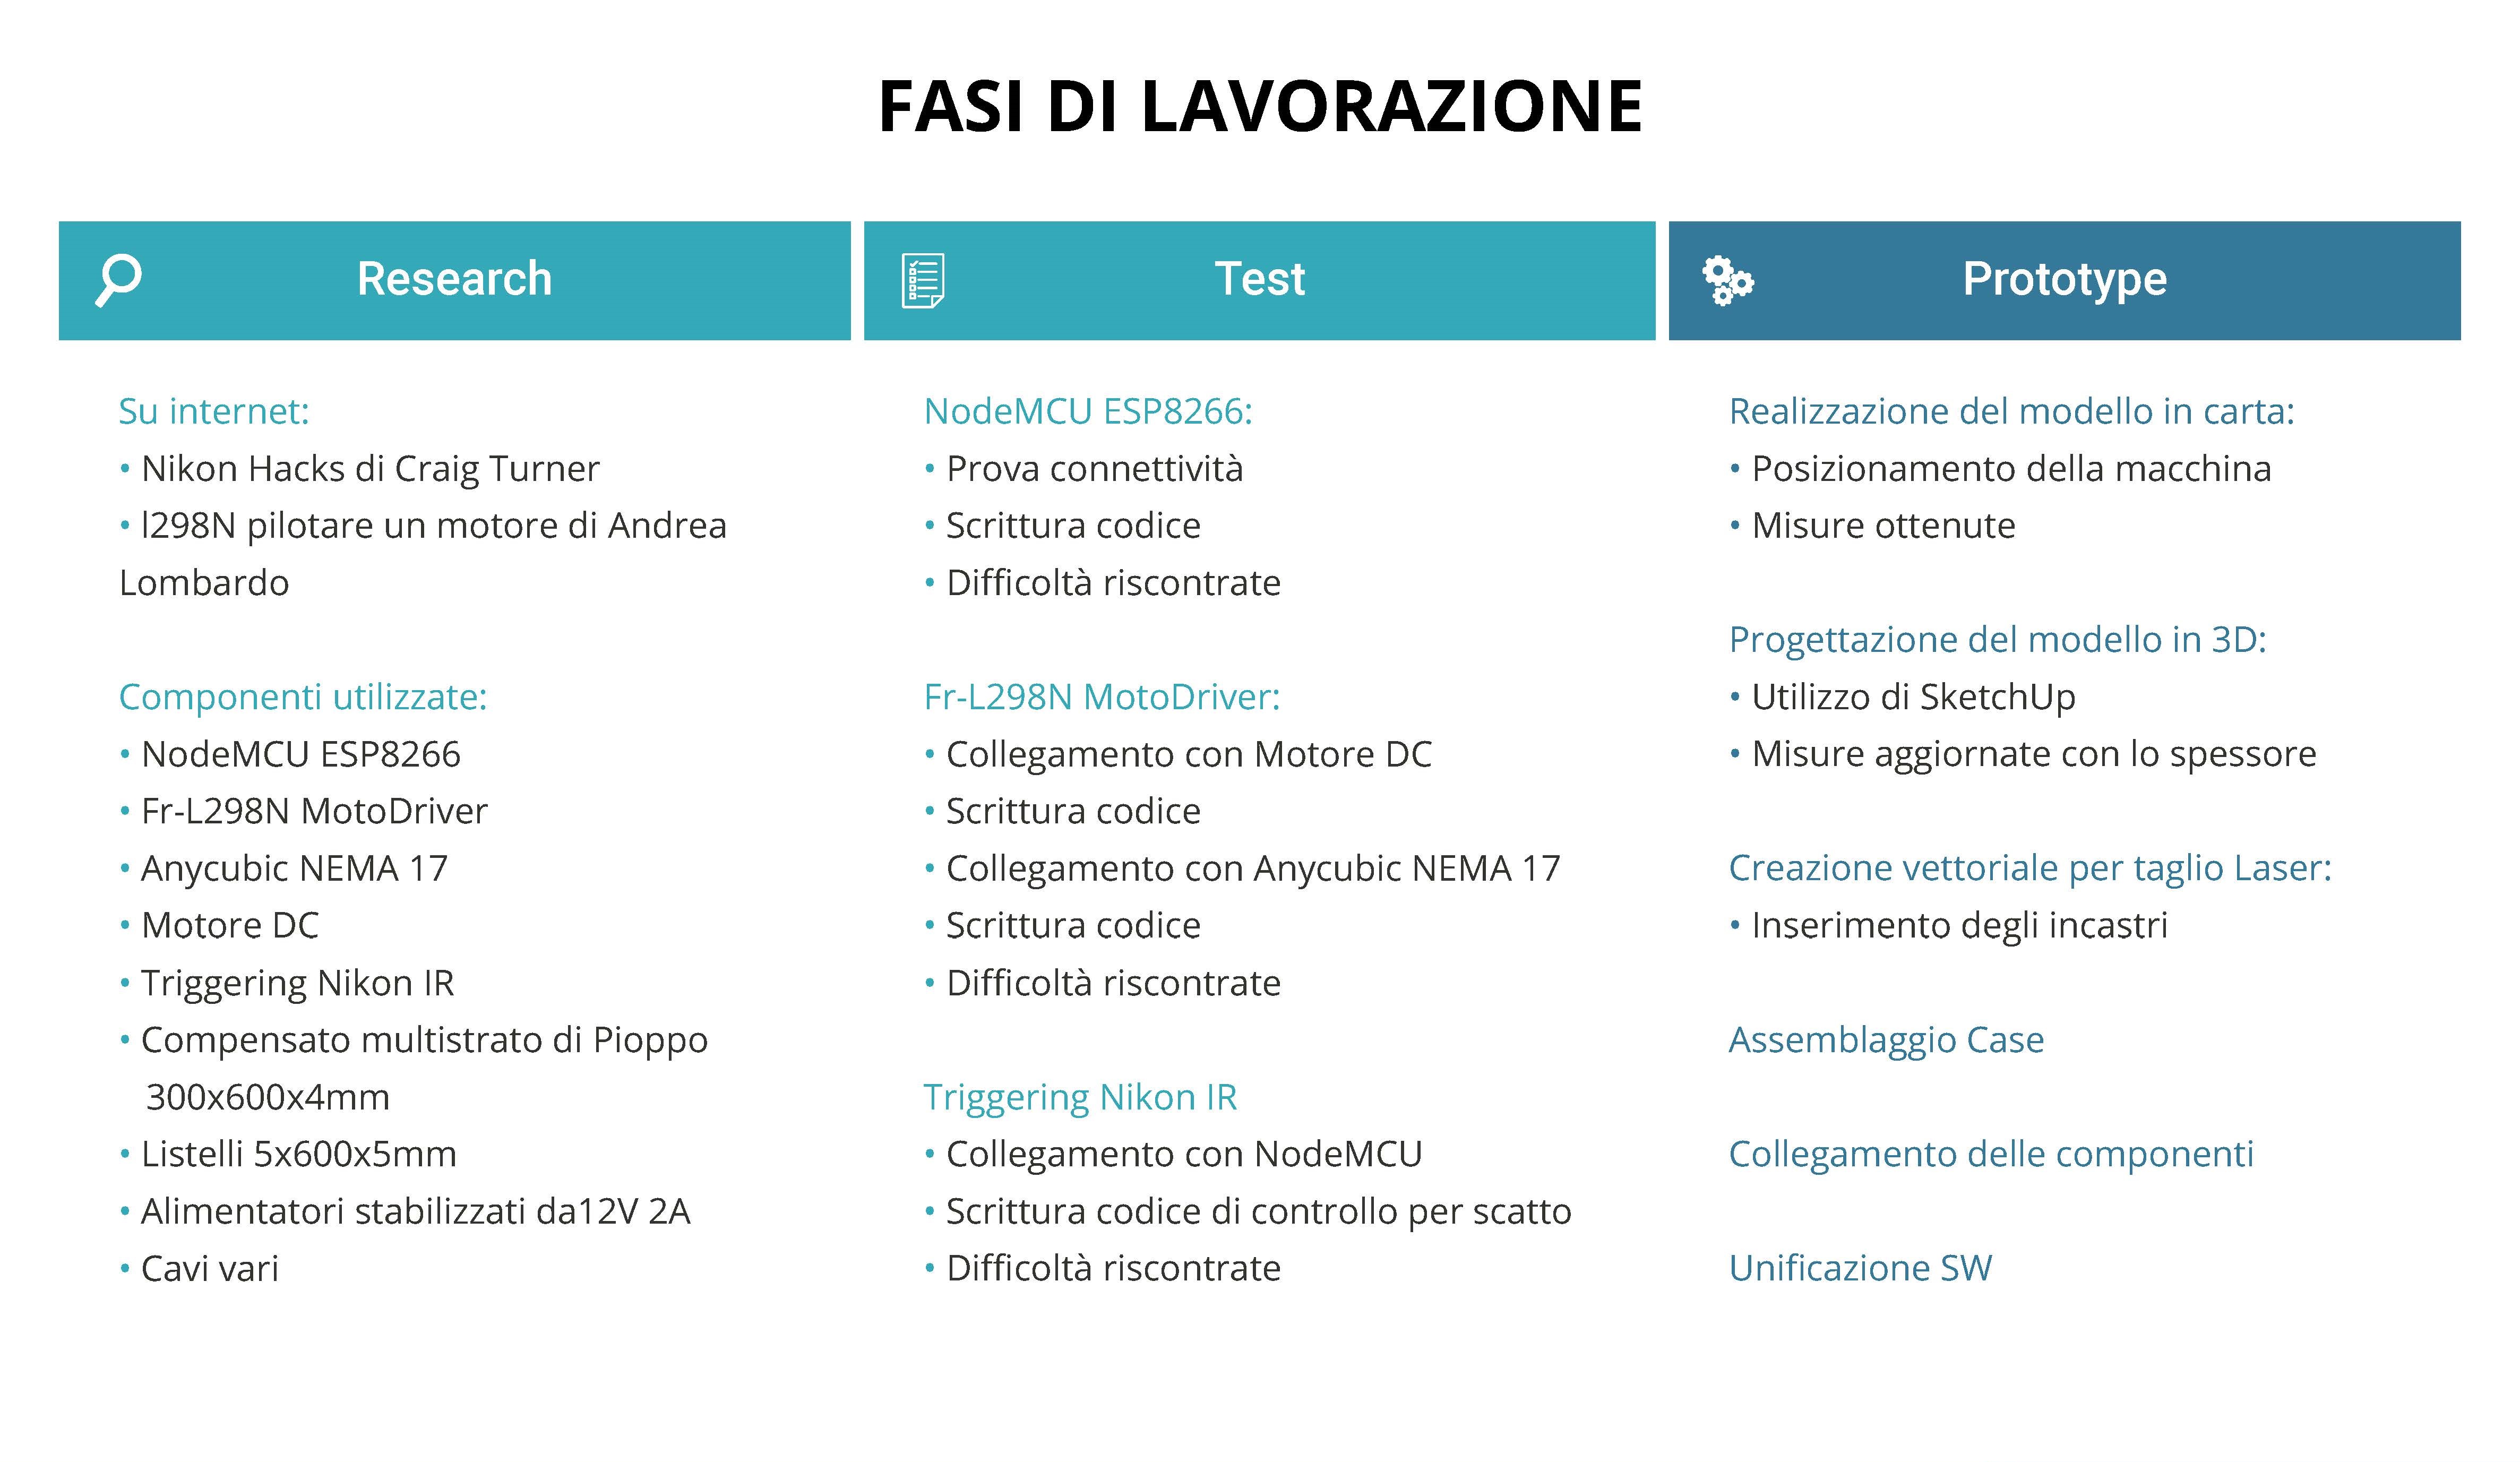 FASI DI LAVORAZIONE
Research
Su internet:
• Nikon Hacks di Craig Turner
• l298N pilotare un motore di Andrea
Lombardo
Componenti utilizzate:
• NodeMCU ESP8266
• Fr-L298N MotoDriver
• Anycubic NEMA 17
• Motore DC
• Triggering Nikon IR
• Compensato multistrato di Pioppo
300x600x4mm
• Listelli 5x600x5mm
• Alimentatori stabilizzati da12V 2A
• Cavi vari
Test
NodeMCU ESP8266:
• Prova connettività
• Scrittura codice
• Difficoltà riscontrate
Fr-L298N MotoDriver:
• Collegamento con Motore DC
• Scrittura codice
• Collegamento con Anycubic NEMA 17
• Scrittura codice
• Difficoltà riscontrate
Triggering Nikon IR
• Collegamento con NodeMCU
• Scrittura codice di controllo per scatto
• Difficoltà riscontrate
Prototype
Realizzazione del modello in carta:
• Posizionamento della macchina
• Misure ottenute
Progettazione del modello in 3D:
• Utilizzo di SketchUp
• Misure aggiornate con lo spessore
Creazione vettoriale per taglio Laser:
• Inserimento degli incastri
Assemblaggio Case
Collegamento delle componenti
Unificazione SW